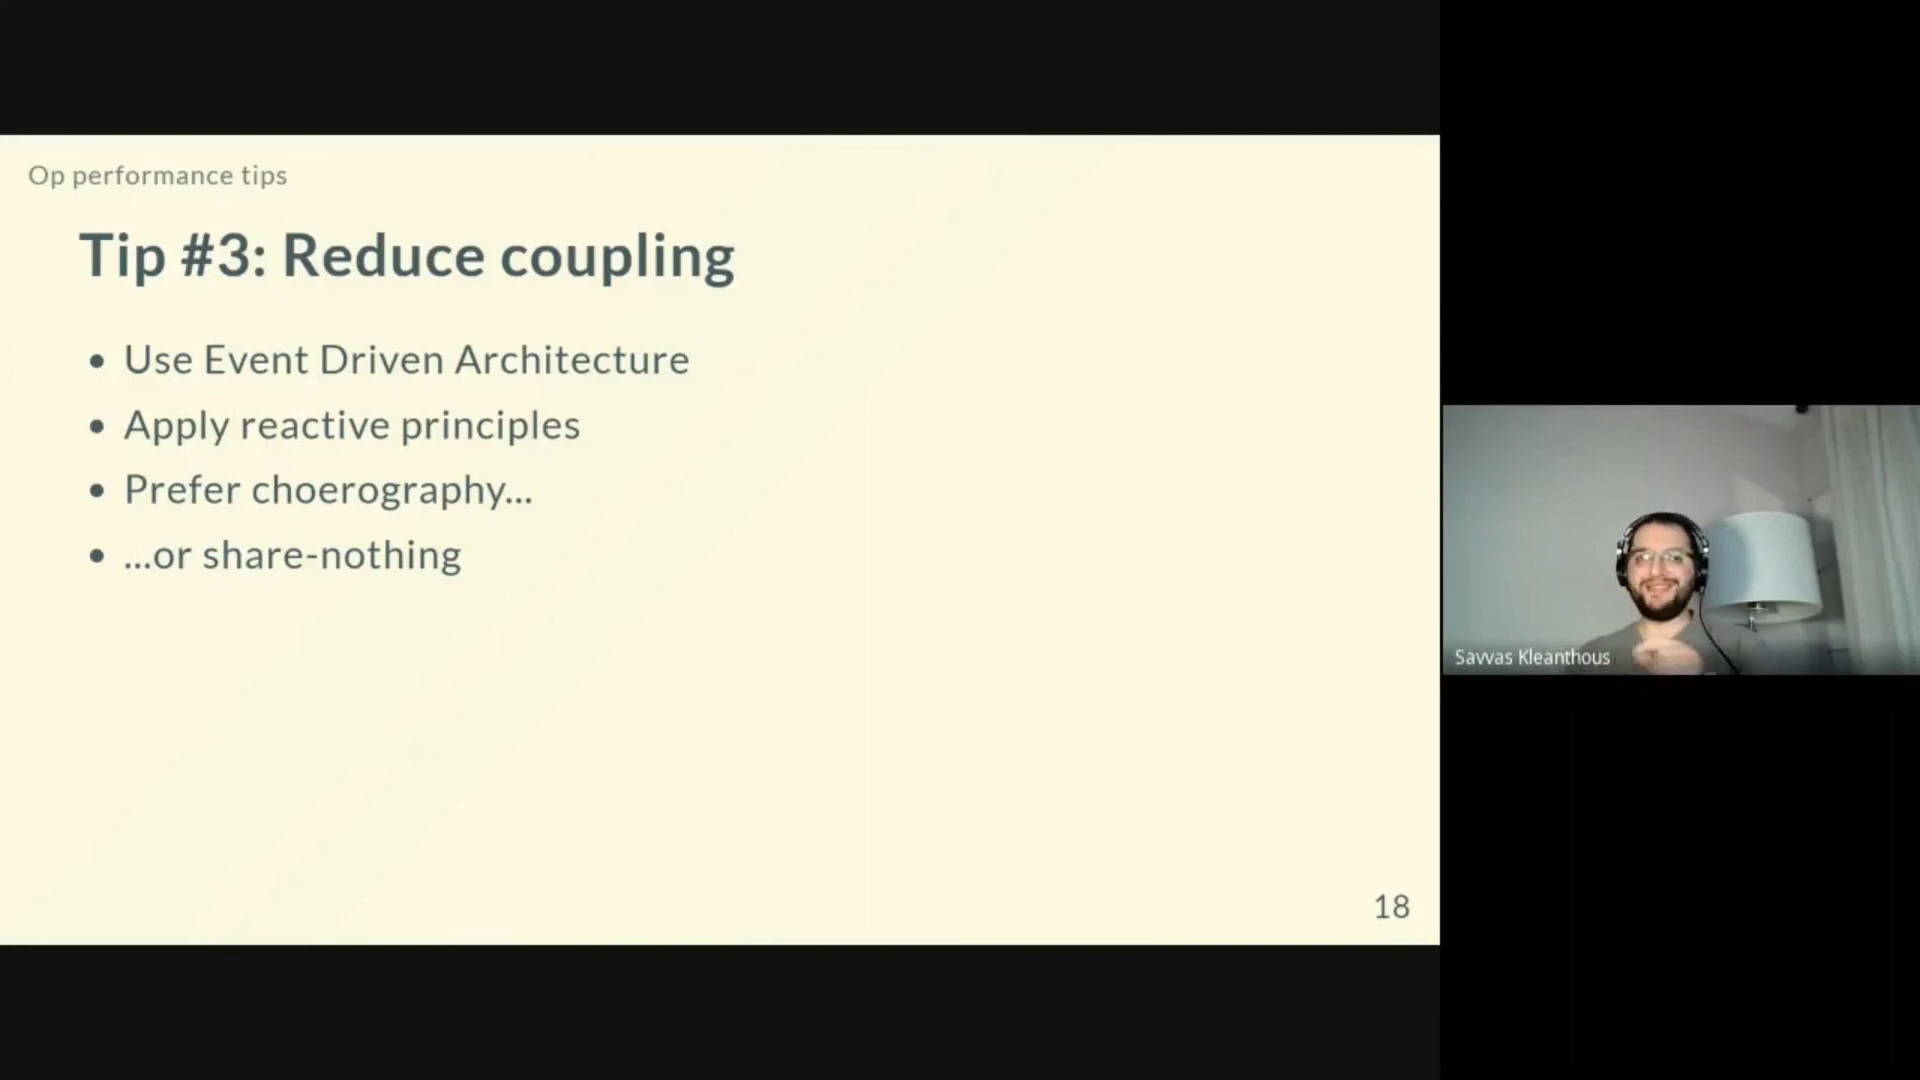 Op performance tips
Tip #3: Reduce coupling
• Use Event Driven Architecture
• Apply reactive principles
• Prefer choerography...
• ...or share-nothing
18
Savvas Kleanthous